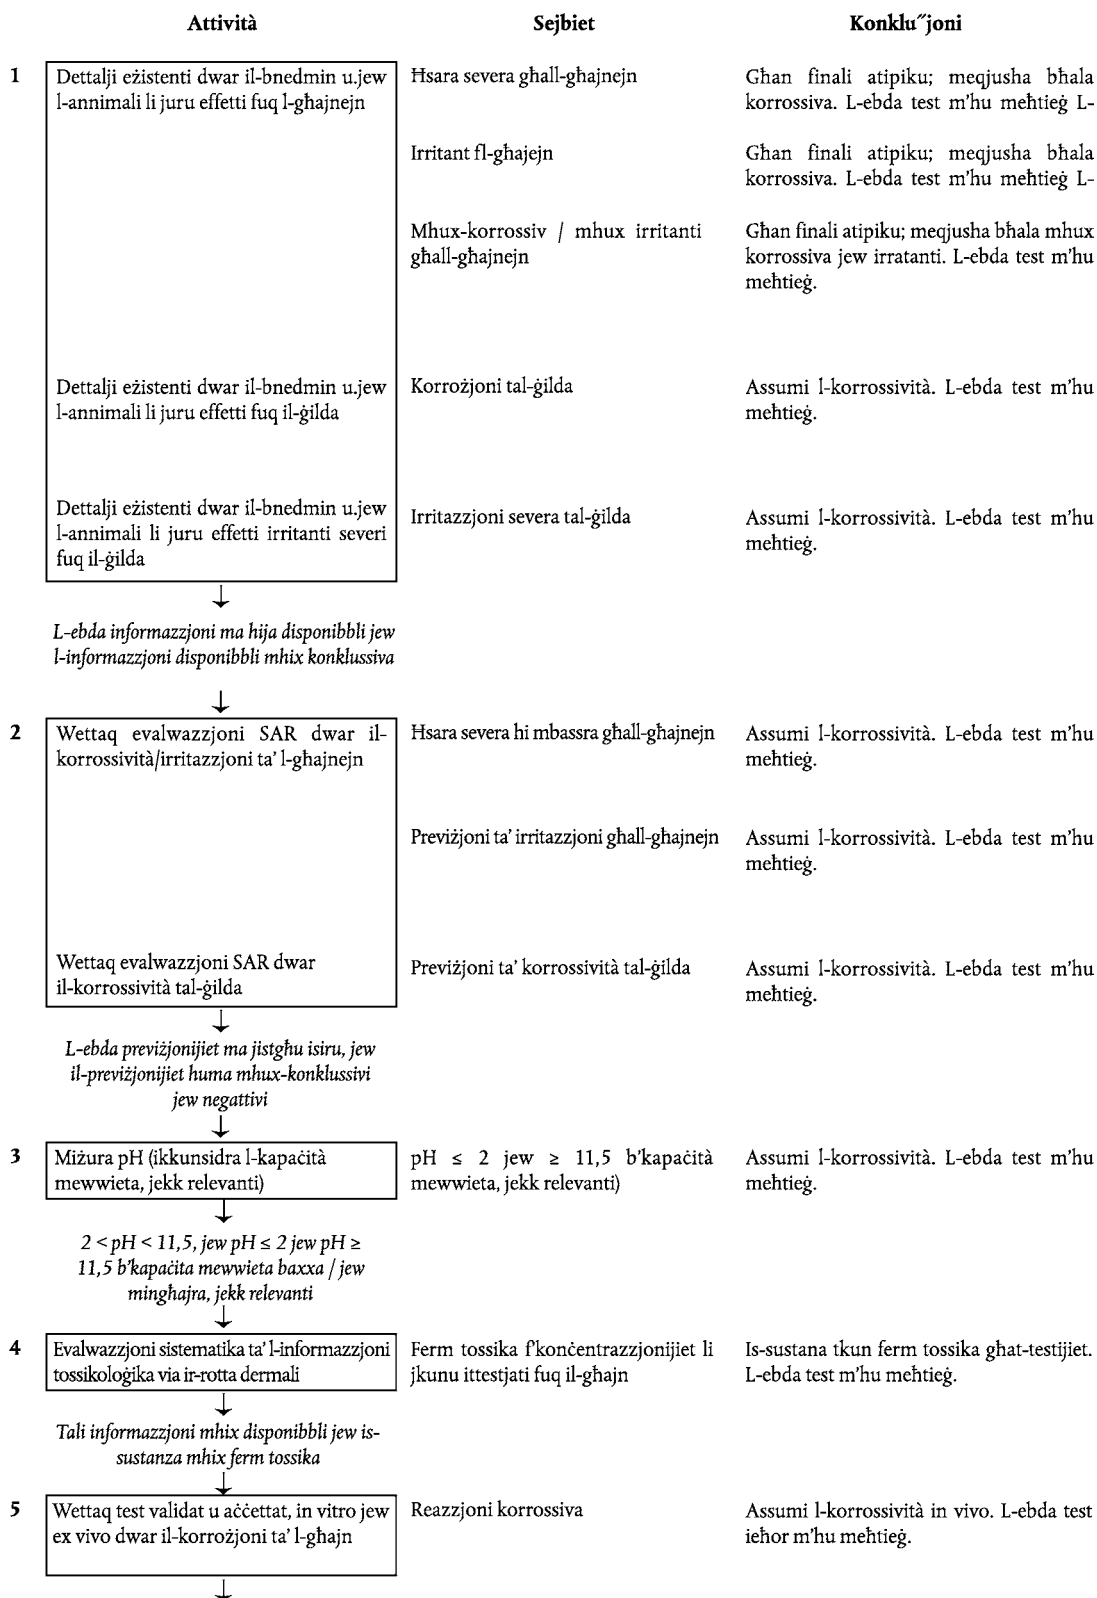 Attività Sejbiet Konklu˝joni
1 Dettalji eżistenti dwar il-bnedmin u.jew
l-annimali li juru effetti fuq l-għajnejn
Ħsara severa għall-għajnejn
Għan finali atipiku; meqjusha bħala
korrossiva. L-ebda test m'hu meħtieġ L-
Irritant fl-għajejn
Għan finali atipiku; meqjusha bħala
korrossiva. L-ebda test m'hu meħtieġ L-
Mhux-korrossiv / mhux irritanti
għall-għajnejn
Għan finali atipiku; meqjusha bħala mhux
korrossiva jew irratanti. L-ebda test m'hu
meħtieġ.
Dettalji eżistenti dwar il-bnedmin u.jew
l-annimali li juru effetti fuq il-ġilda
Korrożjoni tal-ġilda
Assumi l-korrossività. L-ebda test m'hu
meħtieġ.
Dettalji eżistenti dwar il-bnedmin u.jew
l-annimali li juru effetti irritanti severi
fuq il-ġilda
Irritazzjoni severa tal-ġilda
Assumi l-korrossività. L-ebda test m'hu
meħtieġ.
↓
L-ebda informazzjoni ma hija disponibbli jew
l-informazzjoni disponibbli mhix konklussiva
↓
2 Wettaq evalwazzjoni SAR dwar il-
korrossività/irritazzjoni ta' l-għajnejn
Ħsara severa hi mbassra għall-għajnejn
Assumi l-korrossività. L-ebda test m'hu
meħtieġ.
Previżjoni ta' irritazzjoni għall-għajnejn
Assumi l-korrossività. L-ebda test m'hu
meħtieġ.
Wettaq evalwazzjoni SAR dwar
il-korrossività tal-ġilda
Previżjoni ta' korrossività tal-ġilda
Assumi l-korrossività. L-ebda test m'hu
meħtieġ.
↓
L-ebda previżjonijiet ma jistgħu isiru, jew
il-previżjonijiet huma mhux-konklussivi
jew negattivi
↓
3 Miżura pH (ikkunsidra l-kapaċità
mewwieta, jekk relevanti)
pH ≤ 2 jew ≥ 11,5 b'kapaċità
mewwieta, jekk relevanti)
Assumi l-korrossività. L-ebda test m'hu
meħtieġ.
↓
2 < pH < 11,5, jew pH ≤ 2 jew pH ≥
11,5 b'kapaċita mewwieta baxxa / jew
mingħajra, jekk relevanti
↓
4 Evalwazzjoni sistematika ta' l-informazzjoni
tossikoloġika via ir-rotta dermali
Ferm tossika f'konċentrazzjonijiet li
jkunu ittestjati fuq il-għajn
Is-sustana tkun ferm tossika għat-testijiet.
L-ebda test m'hu meħtieġ.
↓
Tali informazzjoni mhix disponibbli jew is-
sustanza mhix ferm tossika
↓
5 Wettaq test validat u aċċettat, in vitro jew
ex vivo dwar il-korrożjoni ta' l-għajn
Reazzjoni korrossiva
Assumi l-korrossività in vivo. L-ebda test
ieħor m'hu meħtieġ.
↓